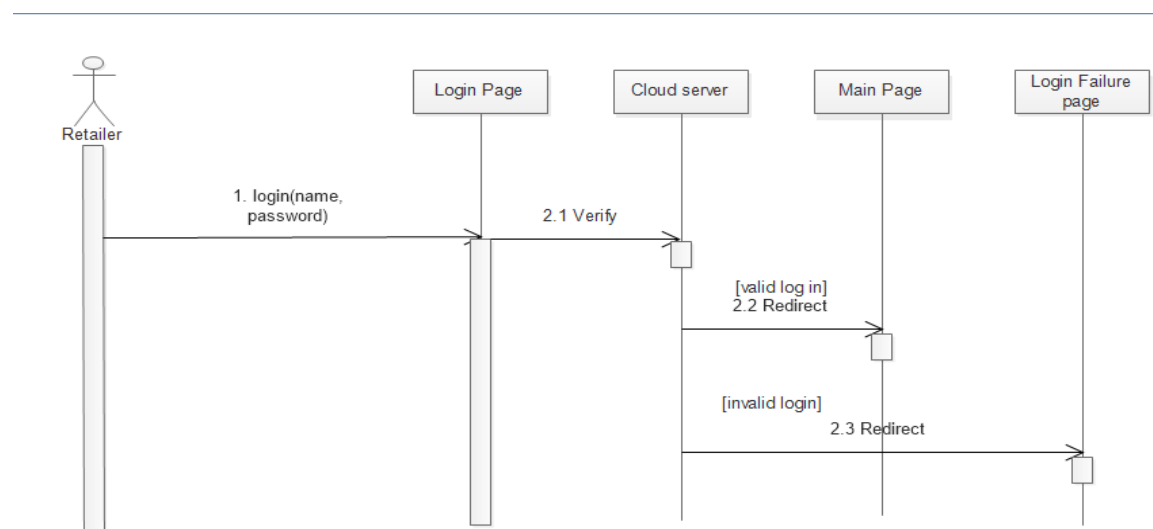 Retailer
Login Page
Cloud server
Main Page
Login Failure
page
1. login(name,
password)
2.1 Verify
[valid log in]
2.2 Redirect
[invalid login]
2.3 Redirect